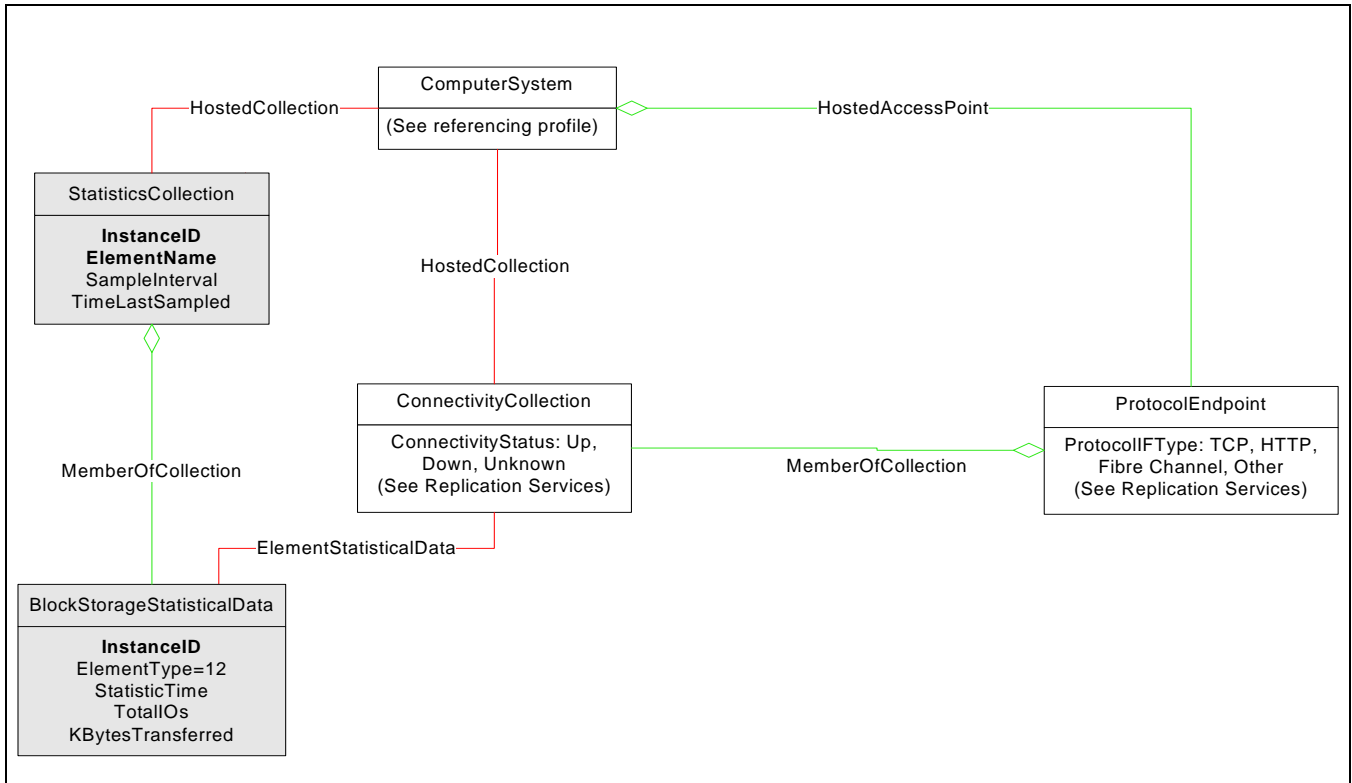 ComputerSystem
(See referencing profile)
HostedCollection
HostedAccessPoint
StatisticsCollection
InstanceID
ElementName
SampleInterval
TimeLastSampled
HostedCollection
ConnectivityCollection
ConnectivityStatus: Up,
Down, Unknown
(See Replication Services)
ProtocolEndpoint
ProtocolIFType: TCP, HTTP,
Fibre Channel, Other
(See Replication Services)
MemberOfCollection
MemberOfCollection
ElementStatisticalData
BlockStorageStatisticalData
InstanceID
ElementType=12
StatisticTime
TotalIOs
KBytesTransferred